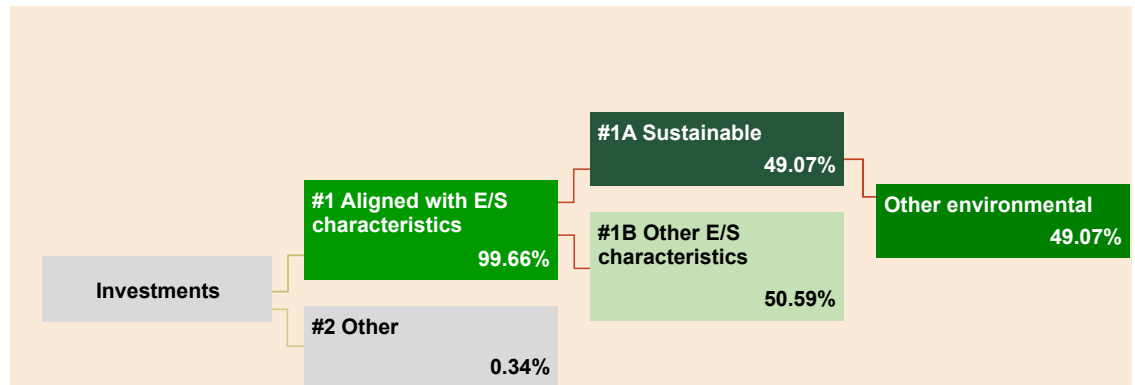 #1A Sustainable
49.07%
#1 Aligned with E/S
characteristics
99.66%
Other environmental
49.07%
#1B Other E/S
characteristics
50.59%
Investments
#2 Other
0.34%